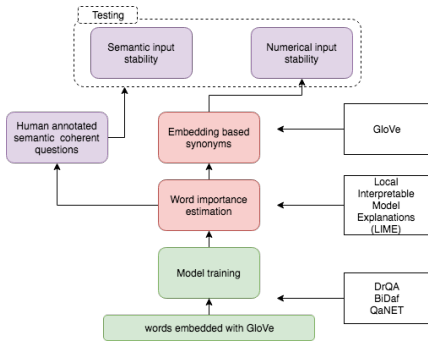 Testing
Semantic input
stability
Numerical input
stability
Human annotated
semantic coherent
questions
Embedding based
synonyms
GloVe
Word importance
estimation
Local
Interpretable
Model
Explanations
(LIME)
Model training
DrQA
BiDaf
QaNET
words embedded with GloVe